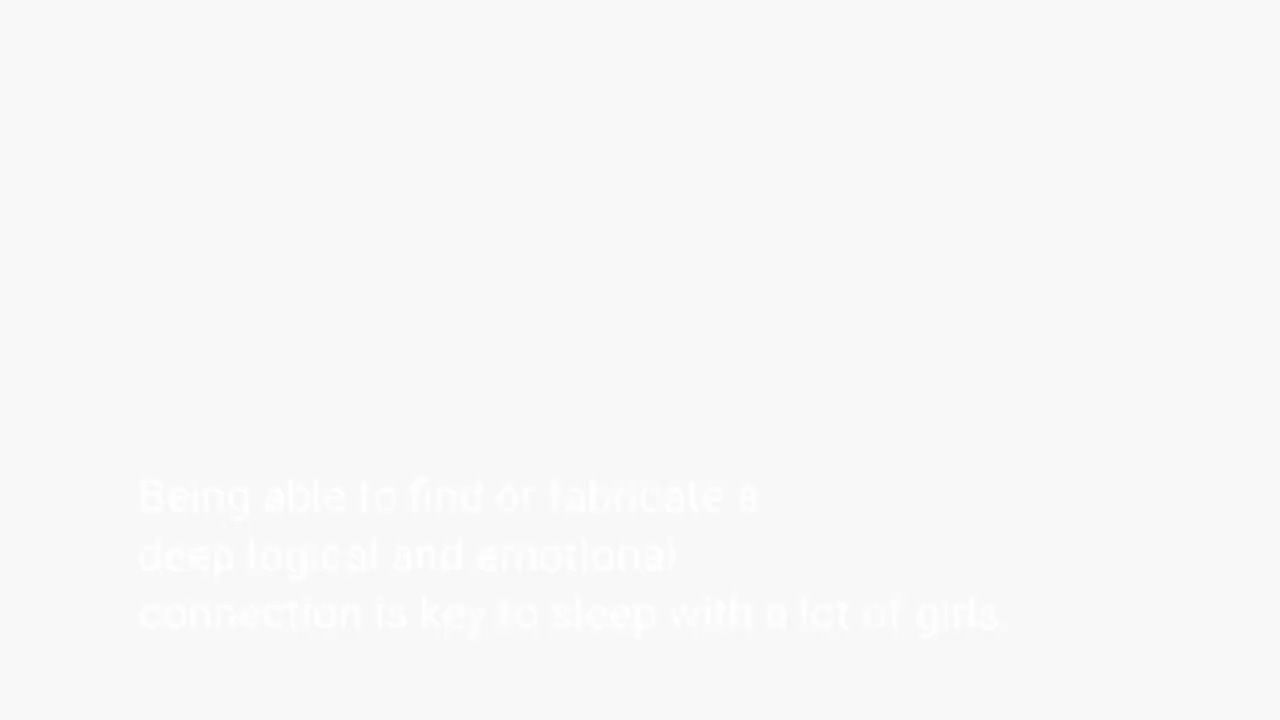 Being able to find or fabricate a
deep logical and emotional
connection is key to sleep with a lot of girls